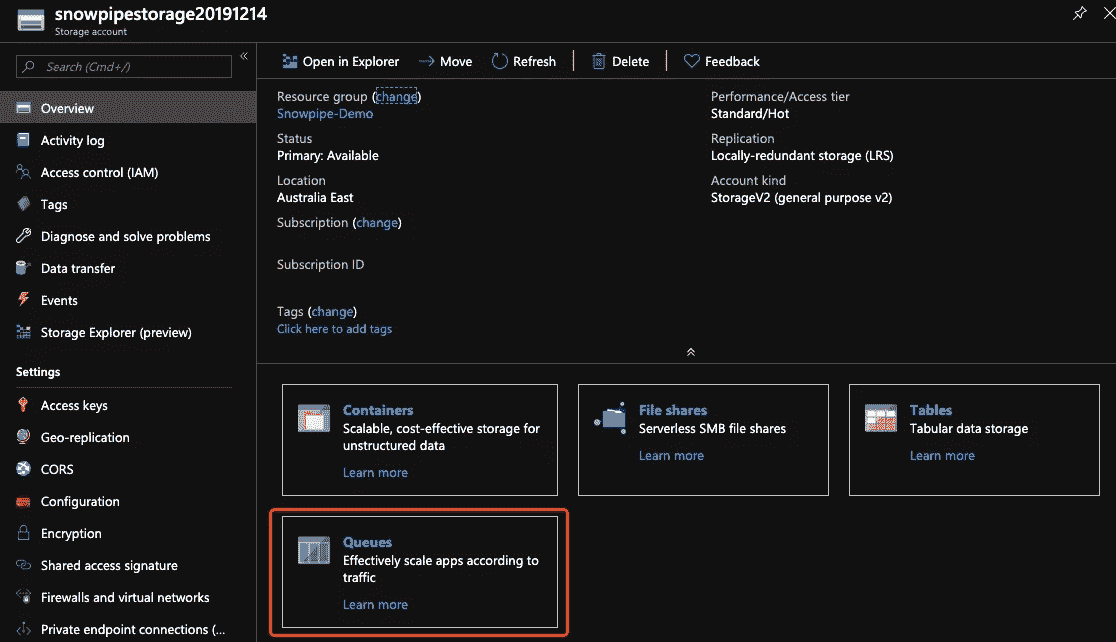 snowpipestorage20191214
Storage account
Search (Cmd+/)
«
Overview
Activity log
Access control (IAM)
Tags
Diagnose and solve problems
Data transfer
Events
Storage Explorer (preview)
Settings
Access keys
Geo-replication
CORS
Configuration
Encryption
Shared access signature
Firewalls and virtual networks
Private endpoint connections (...
Open in Explorer
Move
Refresh
Delete
Feedback
Resource group (change)
Snowpipe-Demo
Status
Primary: Available
Location
Australia East
Subscription (change)
Subscription ID
Tags (change)
Click here to add tags
Performance/Access tier
Standard/Hot
Replication
Locally-redundant storage (LRS)
Account kind
StorageV2 (general purpose v2)
Containers
Scalable, cost-effective storage for
unstructured data
Learn more
File shares
Serverless SMB file shares
Learn more
Tables
Tabular data storage
Learn more
Queues
Effectively scale apps according to
traffic
Learn more